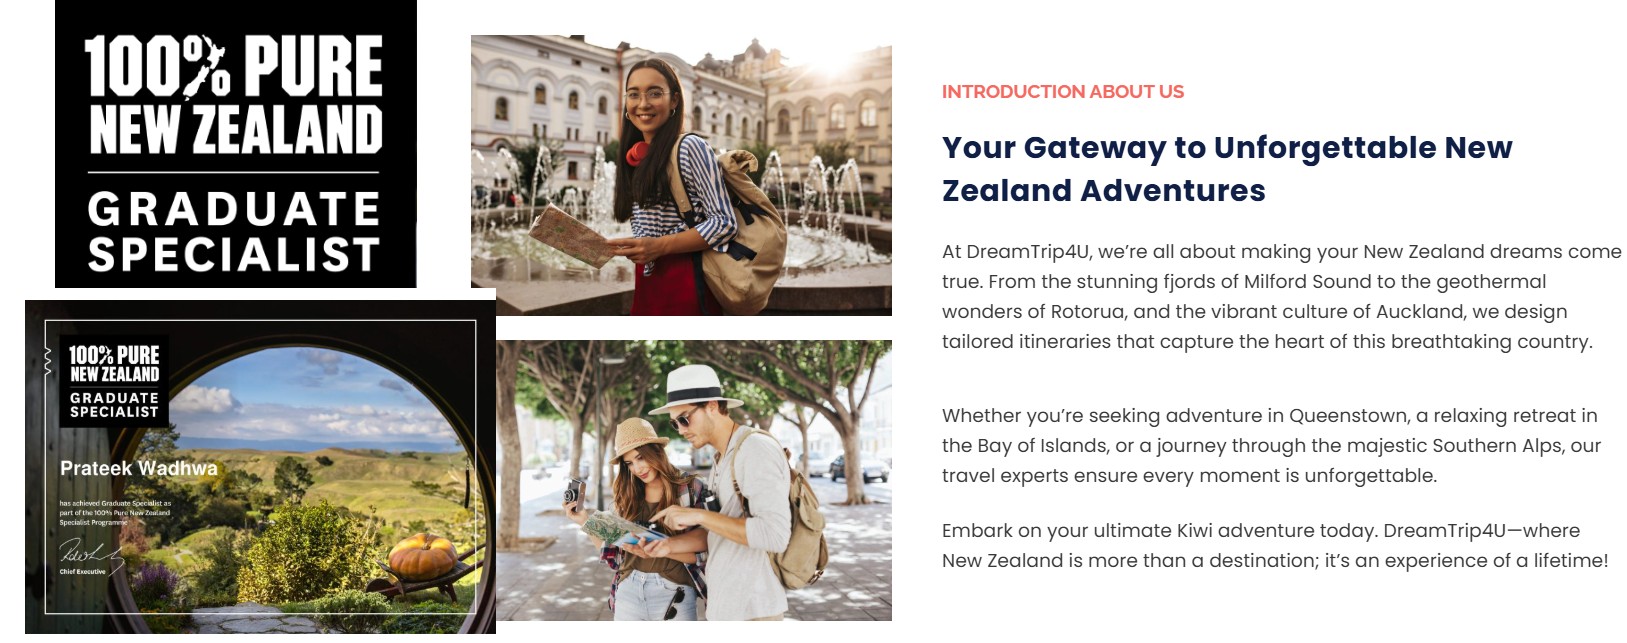 100% PURE
NEW ZEALAND
GRADUATE
SPECIALIST
100% PURE
NEW ZEALAND
GRADUATE
SPECIALIST
Prateek Wadhwa
has achieved Graduate Specialist as
part of the 100% Pure New Zealand
Specialist Programme
Chief Executive
INTRODUCTION ABOUT US
Your Gateway to Unforgettable New
Zealand Adventures
At DreamTrip4U, we’re all about making your New Zealand dreams come
true. From the stunning fjords of Milford Sound to the geothermal
wonders of Rotorua, and the vibrant culture of Auckland, we design
tailored itineraries that capture the heart of this breathtaking country.
Whether you’re seeking adventure in Queenstown, a relaxing retreat in
the Bay of Islands, or a journey through the majestic Southern Alps, our
travel experts ensure every moment is unforgettable.
Embark on your ultimate Kiwi adventure today. DreamTrip4U—where
New Zealand is more than a destination; it’s an experience of a lifetime!